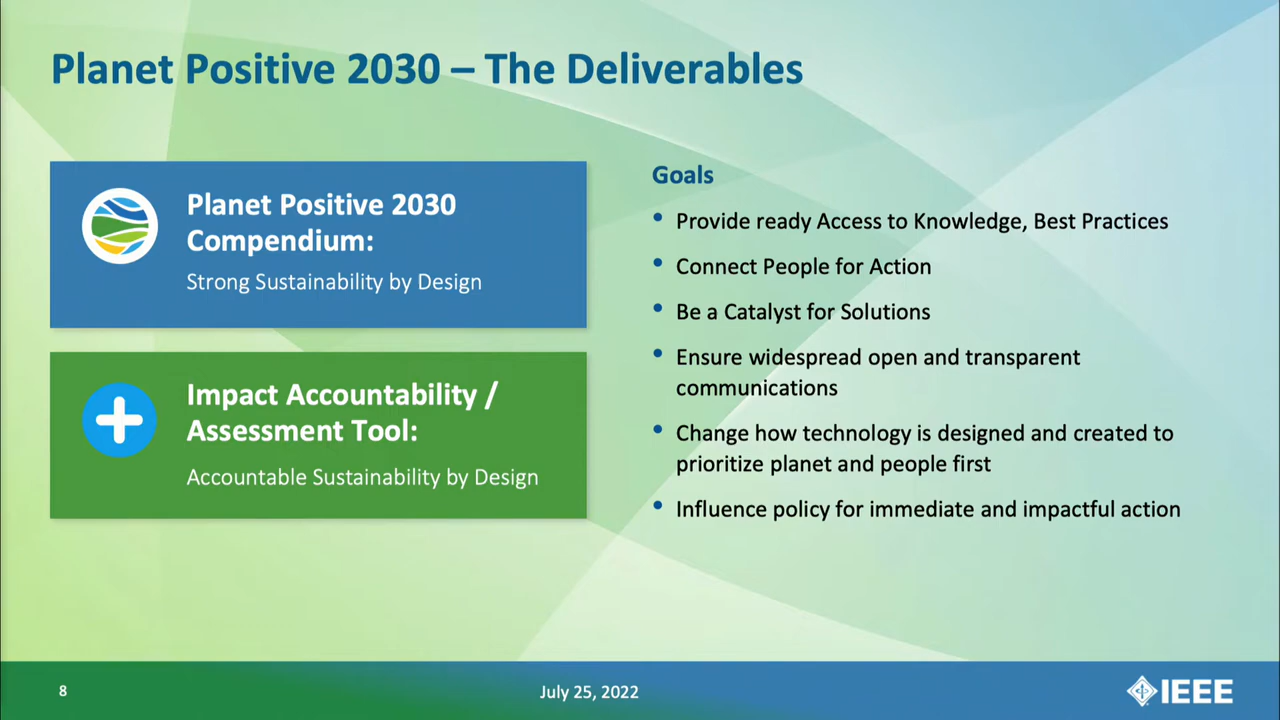 Planet Positive 2030 – The Deliverables
Planet Positive 2030
Compendium:
Strong Sustainability by Design
Impact Accountability /
Assessment Tool:
Accountable Sustainability by Design
Goals
• Provide ready Access to Knowledge, Best Practices
• Connect People for Action
• Be a Catalyst for Solutions
• Ensure widespread open and transparent
communications
• Change how technology is designed and created to
prioritize planet and people first
• Influence policy for immediate and impactful action
8
July 25, 2022
IEEE